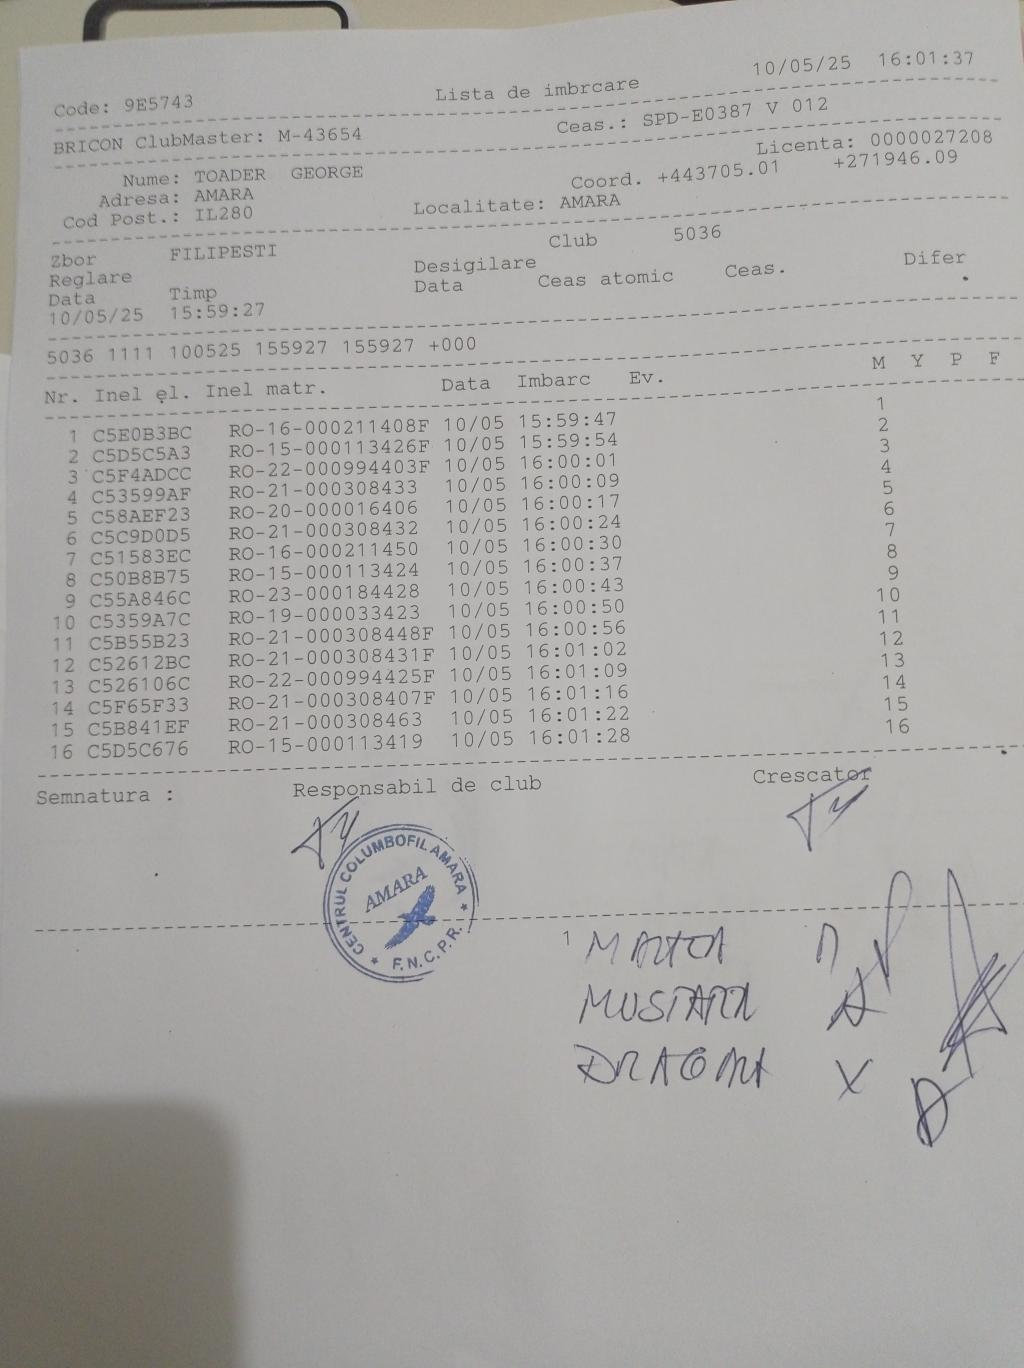 10/05/25 16:01:37
Code: 9E5743 Lista de imbrcare
BRICON ClubMaster: M-43654 Ceas.: SPD-E0387 V 012
Licenta: 0000027208
Nume: TOADER GEORGE Coord. +443705.01 +271946.09
Adresa: AMARA
Cod Post.: IL280 Localitate: AMARA
Zbor FILIPESTI Club 5036
Reglare Desigilare
Data Timp Data Ceas atomic Ceas. Difer
10/05/25 15:59:27
5036 1111 100525 155927 155927 +000
Nr. Inel el. Inel matr. Data Imbarc Ev. M Y P F
1 C5E0B3BC RO-16-000211408F 10/05 15:59:47 1
2 C5D5C5A3 RO-15-000113426F 10/05 15:59:54 2
3 C5F4ADCC RO-22-000994403F 10/05 16:00:01 3
4 C53599AF RO-21-000308433 10/05 16:00:09 4
5 C58AEF23 RO-20-000016406 10/05 16:00:17 5
6 C5C9D0D5 RO-21-000308432 10/05 16:00:24 6
7 C51583EC RO-16-000211450 10/05 16:00:30 7
8 C50B8B75 RO-15-000113424 10/05 16:00:37 8
9 C55A846C RO-23-000184428 10/05 16:00:43 9
10 C5359A7C RO-19-000033423 10/05 16:00:50 10
11 C5B55B23 RO-21-000308448F 10/05 16:00:56 11
12 C52612BC RO-21-000308431F 10/05 16:01:02 12
13 C526106C RO-22-000994425F 10/05 16:01:09 13
14 C5F65F33 RO-21-000308407F 10/05 16:01:16 14
15 C5B841EF RO-21-000308463 10/05 16:01:22 15
16 C5D5C676 RO-15-000113419 10/05 16:01:28 16
Semnatura : Responsabil de club Crescator
CENTRUL COLUMBOFIL AMARA
AMARA
* F.N.C.P.R. *
1